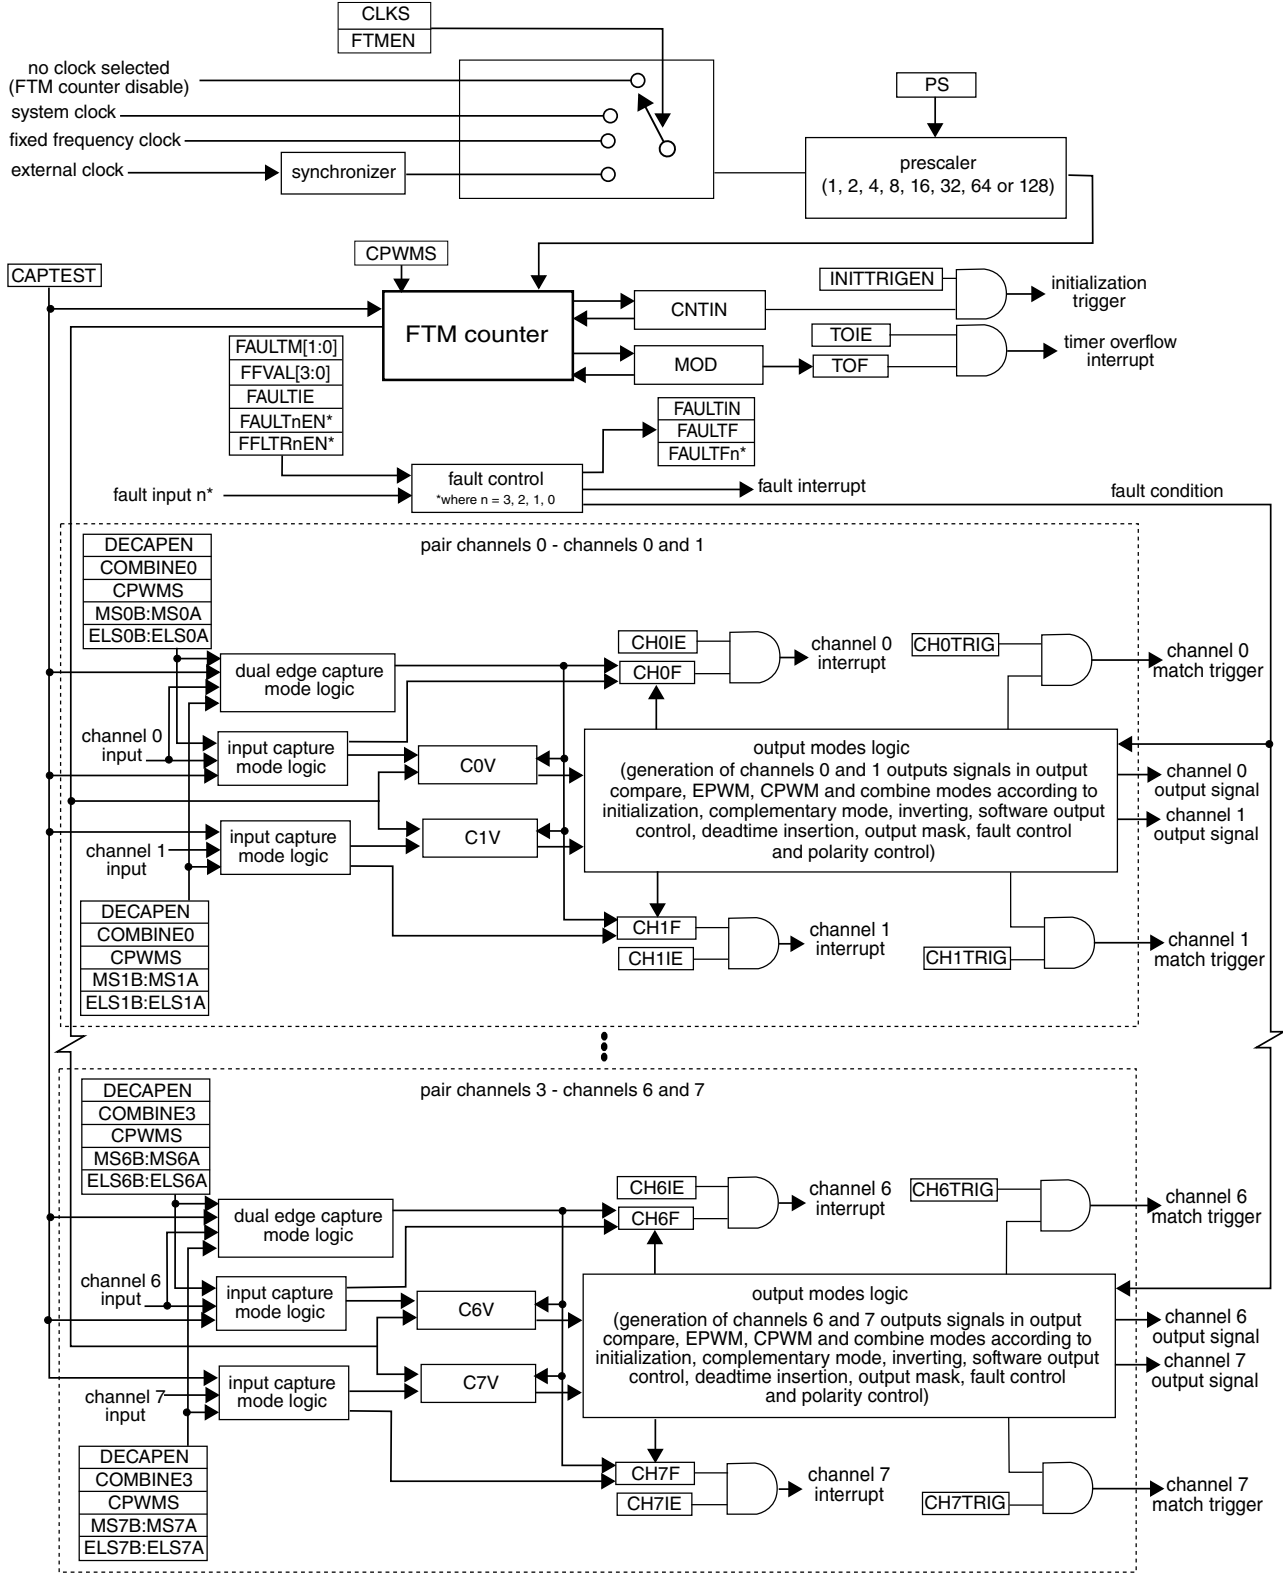 CLKS
FTMEN
no clock selected
(FTM counter disable)
system clock
fixed frequency clock
external clock
synchronizer
PS
prescaler
(1, 2, 4, 8, 16, 32, 64 or 128)
CPWMS
CAPTEST
FTM counter
CNTIN
MOD
INITTRIGEN
initialization
trigger
TOIE
TOF
timer overflow
interrupt
FAULTM[1:0]
FFVAL[3:0]
FAULTIE
FAULTnEN*
FFLTRnEN*
FAULTIN
FAULTF
FAULTFn*
fault input n*
fault control
*where n = 3, 2, 1, 0
fault interrupt
fault condition
pair channels 0 - channels 0 and 1
DECAPEN
COMBINE0
CPWMS
MS0B:MS0A
ELS0B:ELS0A
dual edge capture
mode logic
CH0IE
CH0F
channel 0
interrupt
CH0TRIG
channel 0
match trigger
channel 0
input
input capture
mode logic
C0V
output modes logic
(generation of channels 0 and 1 outputs signals in output
compare, EPWM, CPWM and combine modes according to
initialization, complementary mode, inverting, software output
control, deadtime insertion, output mask, fault control
and polarity control)
channel 0
output signal
channel 1
output signal
channel 1
input
input capture
mode logic
C1V
DECAPEN
COMBINE0
CPWMS
MS1B:MS1A
ELS1B:ELS1A
CH1F
CH1IE
channel 1
interrupt
CH1TRIG
channel 1
match trigger
pair channels 3 - channels 6 and 7
DECAPEN
COMBINE3
CPWMS
MS6B:MS6A
ELS6B:ELS6A
dual edge capture
mode logic
CH6IE
CH6F
channel 6
interrupt
CH6TRIG
channel 6
match trigger
channel 6
input
input capture
mode logic
C6V
output modes logic
(generation of channels 6 and 7 outputs signals in output
compare, EPWM, CPWM and combine modes according to
initialization, complementary mode, inverting, software output
control, deadtime insertion, output mask, fault control
and polarity control)
channel 6
output signal
channel 7
output signal
channel 7
input
input capture
mode logic
C7V
DECAPEN
COMBINE3
CPWMS
MS7B:MS7A
ELS7B:ELS7A
CH7F
CH7IE
channel 7
interrupt
CH7TRIG
channel 7
match trigger